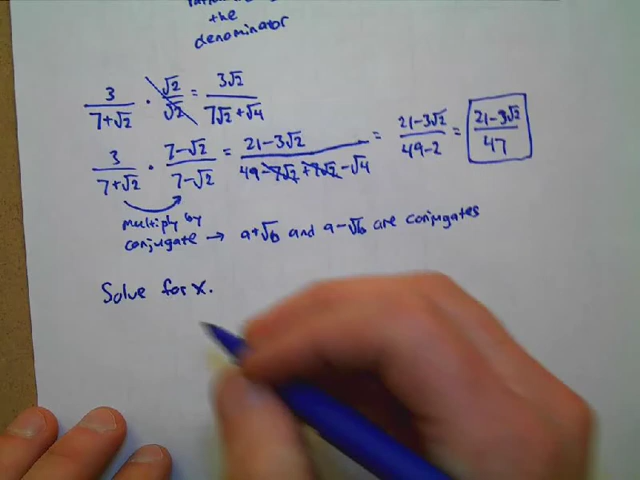 the
denominator
3/(7+√2) · √2/√2 = 3√2/(7√2+√4)
3/(7+√2) · (7-√2)/(7-√2) = (21-3√2)/(49-7√2+7√2-√4) = (21-3√2)/(49-2) = (21-3√2)/47
multiply by
conjugate → a+√b and a-√b are conjugates
Solve for x.